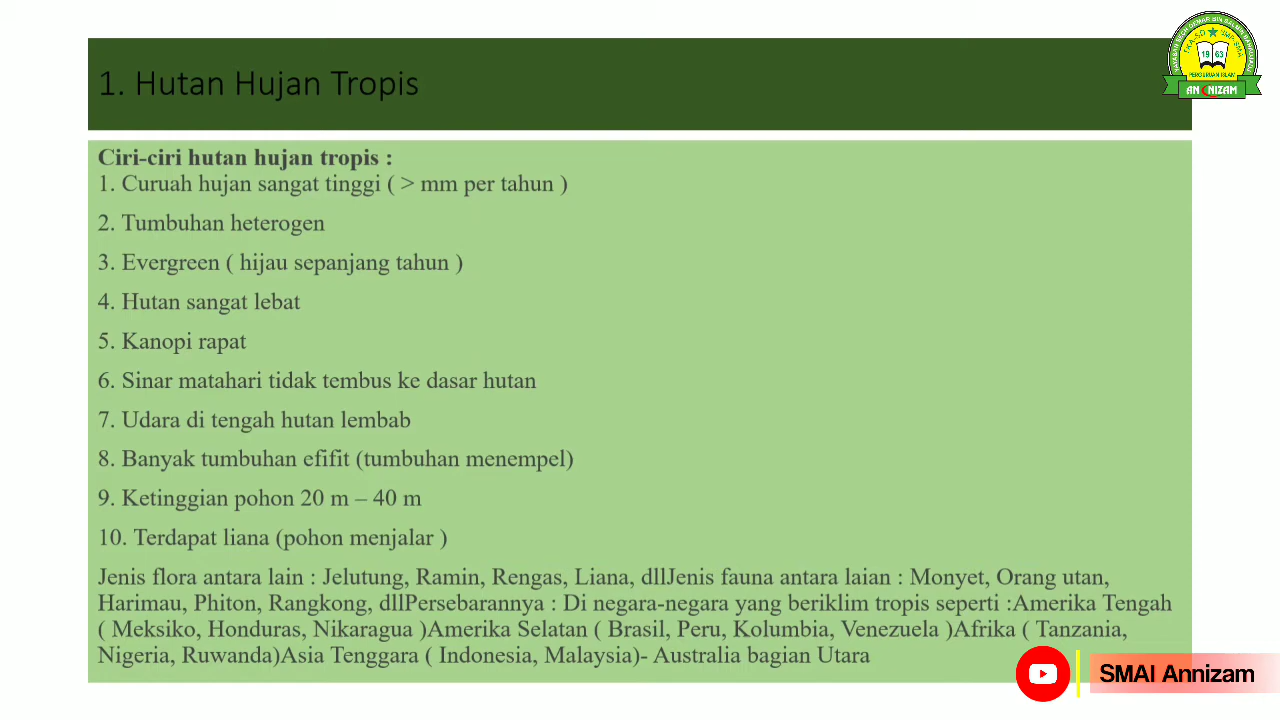 1. Hutan Hujan Tropis
Ciri-ciri hutan hujan tropis :
1. Curuah hujan sangat tinggi ( > mm per tahun )
2. Tumbuhan heterogen
3. Evergreen ( hijau sepanjang tahun )
4. Hutan sangat lebat
5. Kanopi rapat
6. Sinar matahari tidak tembus ke dasar hutan
7. Udara di tengah hutan lembab
8. Banyak tumbuhan efifit (tumbuhan menempel)
9. Ketinggian pohon 20 m – 40 m
10. Terdapat liana (pohon menjalar )
Jenis flora antara lain : Jelutung, Ramin, Rengas, Liana, dllJenis fauna antara laian : Monyet, Orang utan,
Harimau, Phiton, Rangkong, dllPersebarannya : Di negara-negara yang beriklim tropis seperti :Amerika Tengah
( Meksiko, Honduras, Nikaragua )Amerika Selatan ( Brasil, Peru, Kolumbia, Venezuela )Afrika ( Tanzania,
Nigeria, Ruwanda)Asia Tenggara ( Indonesia, Malaysia)- Australia bagian Utara
19 63
PERGURUAN ISLAM
AN NIZAM
SMAI Annizam